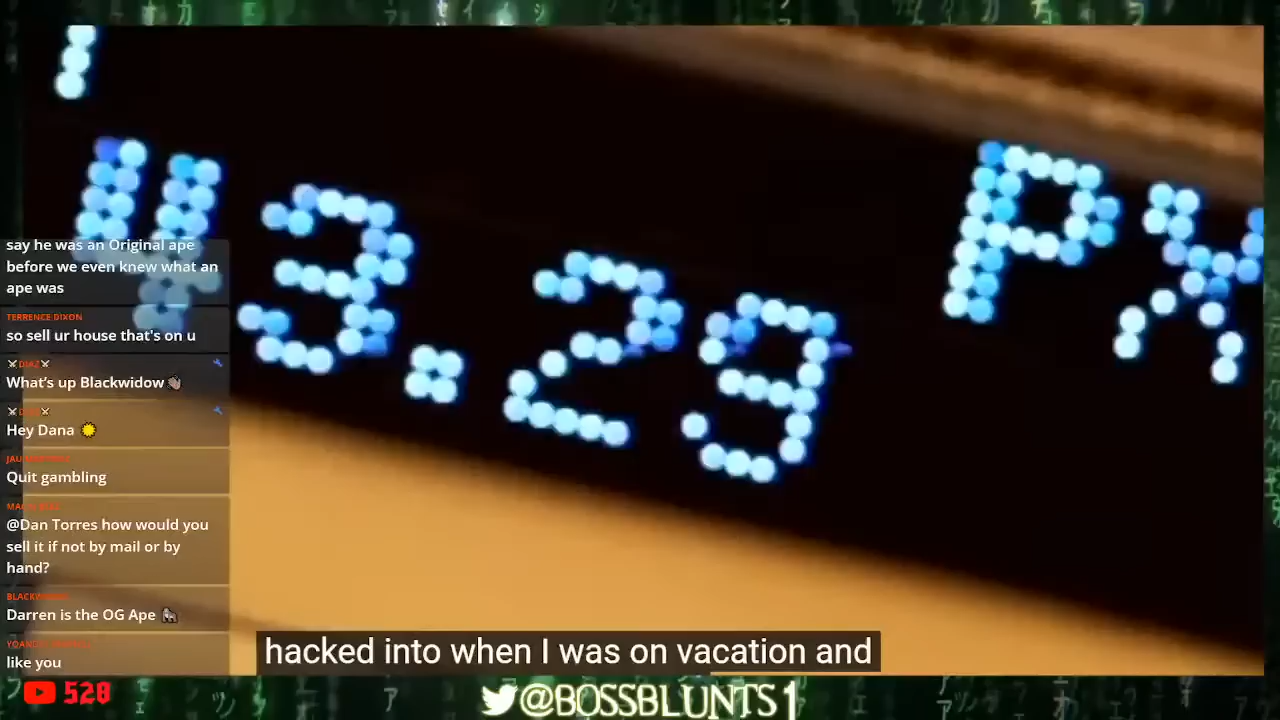 43.29 PX
say he was an Original ape
before we even knew what an
ape was
TERRENCE DIXON
so sell ur house that's on u
What's up Blackwidow 👋🏽
Hey Dana 🌞
Quit gambling
@Dan Torres how would you
sell it if not by mail or by
hand?
Darren is the OG Ape 🦍
like you
hacked into when I was on vacation and
528
@BOSSBLUNTS1